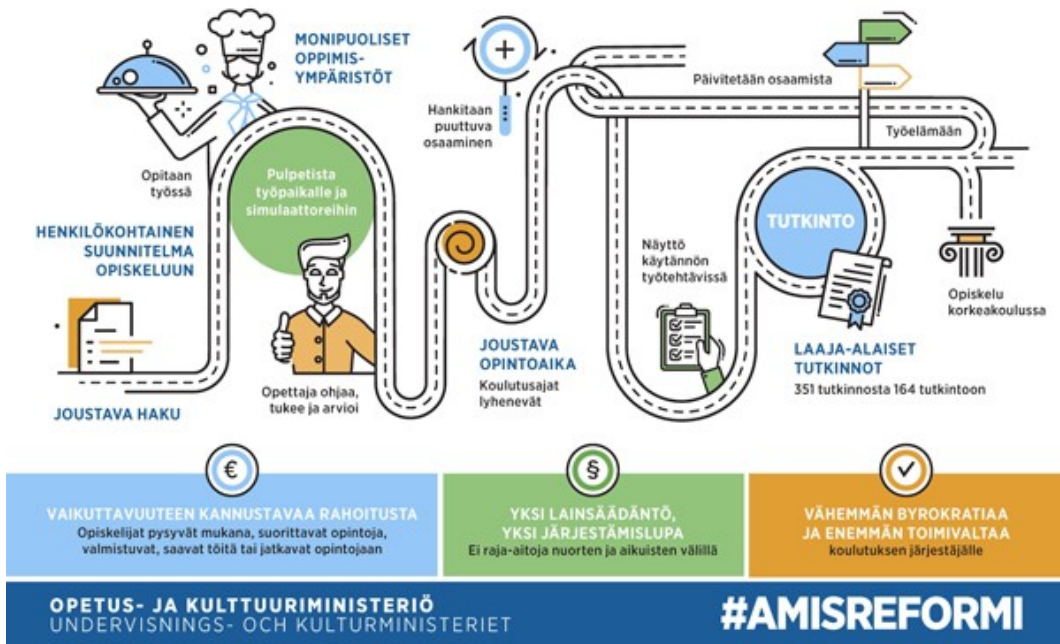 MONIPUOLISET
OPPIMIS-
YMPÄRISTÖT
Opitaan
työssä
Pulpetista
työpaikalle ja
simulaattoreihin
HENKILÖKOHTAINEN
SUUNNITELMA
OPISKELUUN
JOUSTAVA HAKU
Opettaja ohjaa,
tukee ja arvioi
Hankitaan
puuttuva
osaaminen
JOUSTAVA
OPINTOAIKA
Koulutusajat
lyhenevät
Näyttö
käytännön
työtehtävissä
Päivitetään osaamista
Työelämään
TUTKINTO
Opiskelu
korkeakoulussa
LAAJA-ALAISET
TUTKINNOT
351 tutkinnosta 164 tutkintoon
€
VAIKUTTAVUUTEEN KANNUSTAVAA RAHOITUSTA
Opiskelijat pysyvät mukana, suorittavat opintoja,
valmistuvat, saavat töitä tai jatkavat opintojaan
§
YKSI LAINSÄÄDÄNTÖ,
YKSI JÄRJESTÄMISLUPA
Ei raja-aitoja nuorten ja aikuisten välillä
VÄHEMMÄN BYROKRATIAA
JA ENEMMÄN TOIMIVALTAA
koulutuksen järjestäjälle
OPETUS- JA KULTTUURIMINISTERIÖ
UNDERVISNINGS- OCH KULTURMINISTERIET
#AMISREFORMI